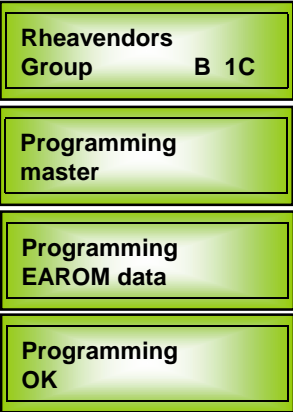 Rheavendors
Group B 1C
Programming
master
Programming
EAROM data
Programming
OK